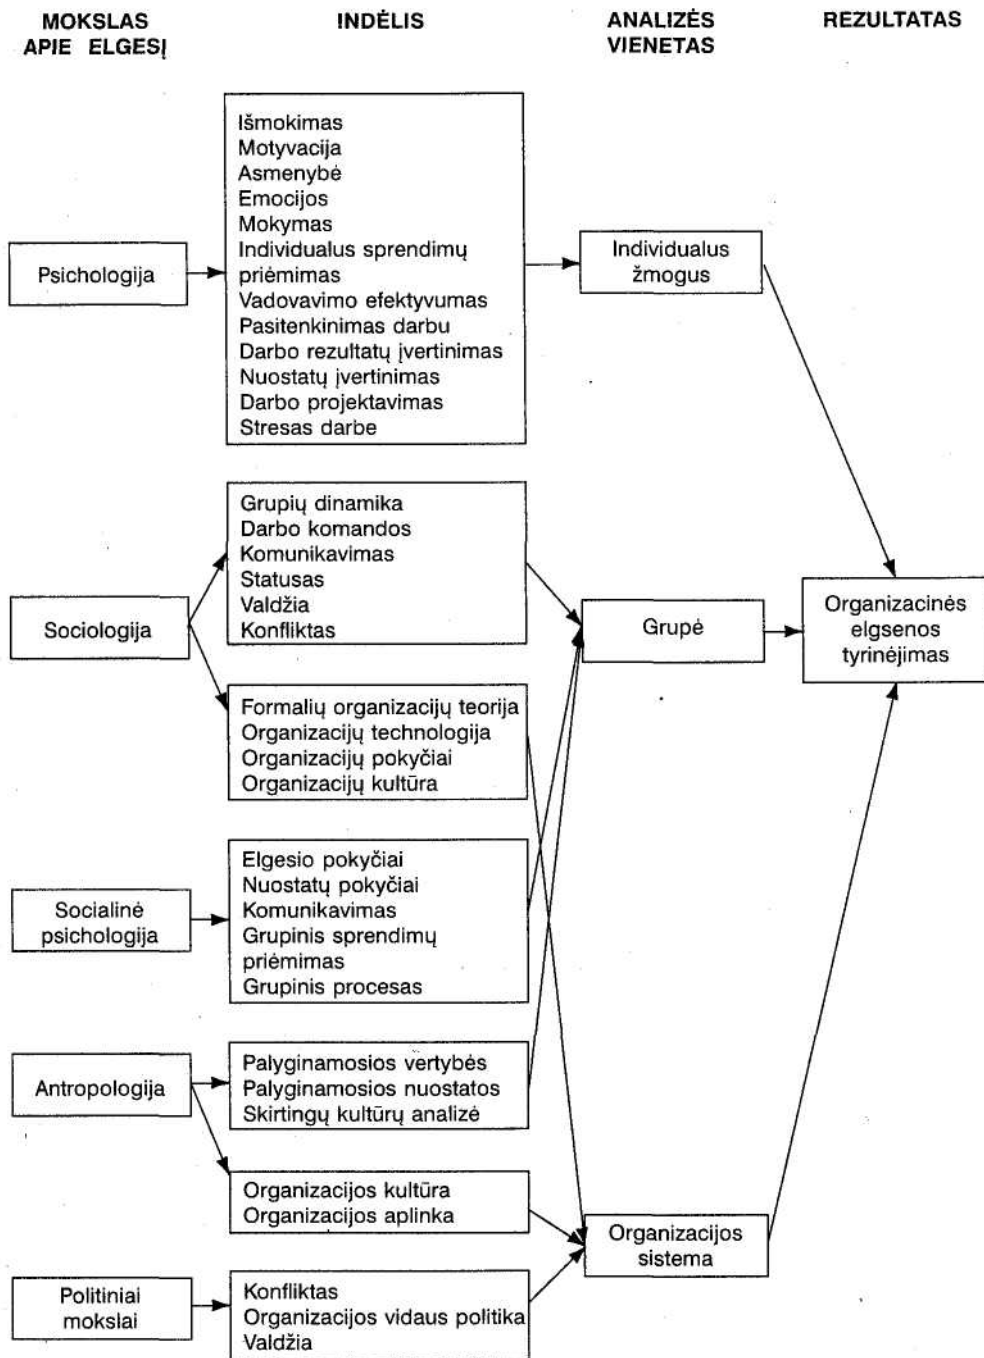 MOKSLAS
APIE ELGESĮ
INDĖLIS
ANALIZĖS
VIENETAS
REZULTATAS
Psichologija
Išmokimas
Motyvacija
Asmenybė
Emocijos
Mokymas
Individualus sprendimų
priėmimas
Vadovavimo efektyvumas
Pasitenkinimas darbu
Darbo rezultatų įvertinimas
Nuostatų įvertinimas
Darbo projektavimas
Stresas darbe
Individualus
žmogus
Sociologija
Grupių dinamika
Darbo komandos
Komunikavimas
Statusas
Valdžia
Konfliktas
Formalių organizacijų teorija
Organizacijų technologija
Organizacijų pokyčiai
Organizacijų kultūra
Grupė
Organizacinės
elgsenos
tyrinėjimas
Socialinė
psichologija
Elgesio pokyčiai
Nuostatų pokyčiai
Komunikavimas
Grupinis sprendimų
priėmimas
Grupinis procesas
Antropologija
Palyginamosios vertybės
Palyginamosios nuostatos
Skirtingų kultūrų analizė
Organizacijos kultūra
Organizacijos aplinka
Organizacijos
sistema
Politiniai
mokslai
Konfliktas
Organizacijos vidaus politika
Valdžia